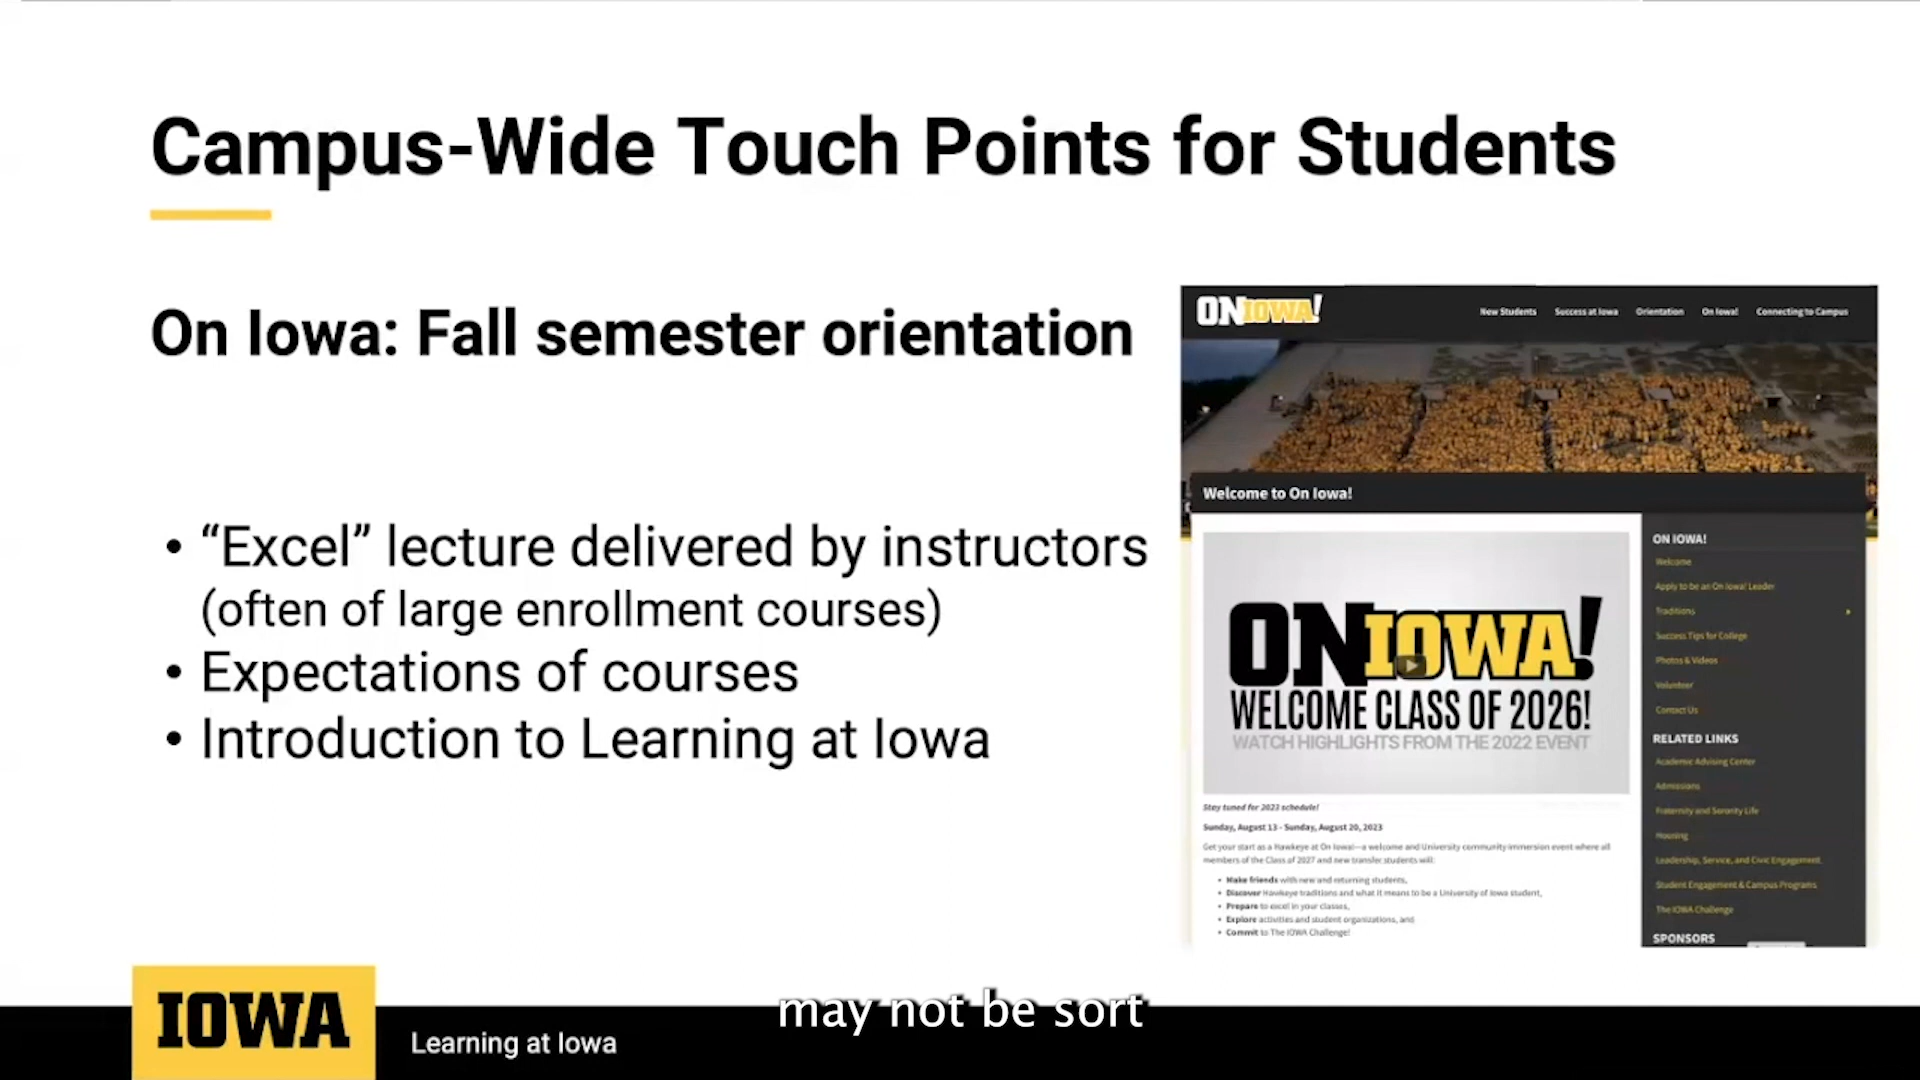 Campus-Wide Touch Points for Students
On Iowa: Fall semester orientation
• “Excel” lecture delivered by instructors
(often of large enrollment courses)
• Expectations of courses
• Introduction to Learning at Iowa
ON IOWA!
New Students Success at Iowa Orientation On Iowa! Connecting to Campus
Welcome to On Iowa!
ON IOWA!
WELCOME CLASS OF 2026!
WATCH HIGHLIGHTS FROM THE 2022 EVENT
Stay tuned for 2023 schedule!
Sunday, August 13 - Sunday, August 20, 2023
Get your start as a Hawkeye at On Iowa!—a welcome and University community immersion event where all
members of the Class of 2027 and new transfer students will:
• Make friends with new and returning students,
• Discover Hawkeye traditions and what it means to be a University of Iowa student,
• Prepare to excel in your classes,
• Explore activities and student organizations, and
• Commit to The IOWA Challenge!
ON IOWA!
Welcome
Apply to be an On Iowa! Leader
Traditions
Success Tips for College
Photos & Videos
Volunteer
Contact Us
RELATED LINKS
Academic Advising Center
Admissions
Fraternity and Sorority Life
Housing
Leadership, Service, and Civic Engagement
Student Engagement & Campus Programs
The IOWA Challenge
SPONSORS
may not be sort
IOWA
Learning at Iowa